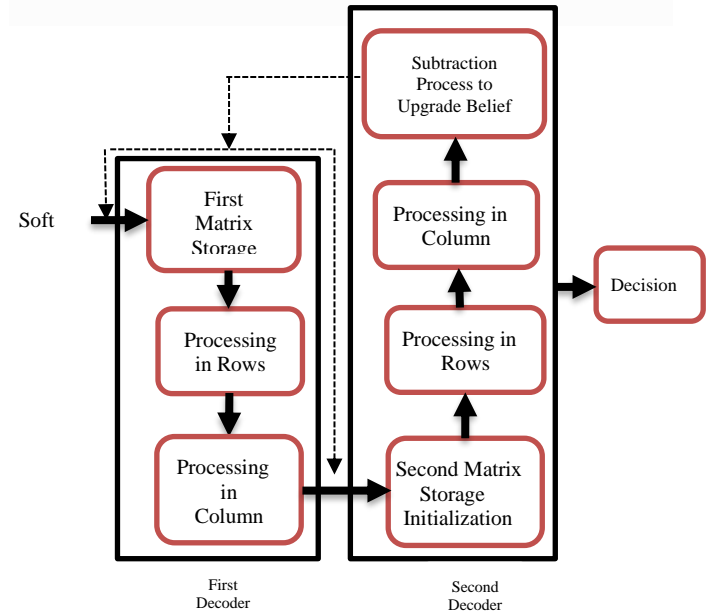 Subtraction
Process to
Upgrade Belief
Soft
First
Matrix
Storage
Processing in
Column
Decision
Processing
in Rows
Processing in
Rows
Processing
in
Column
Second Matrix
Storage
Initialization
First
Decoder
Second
Decoder